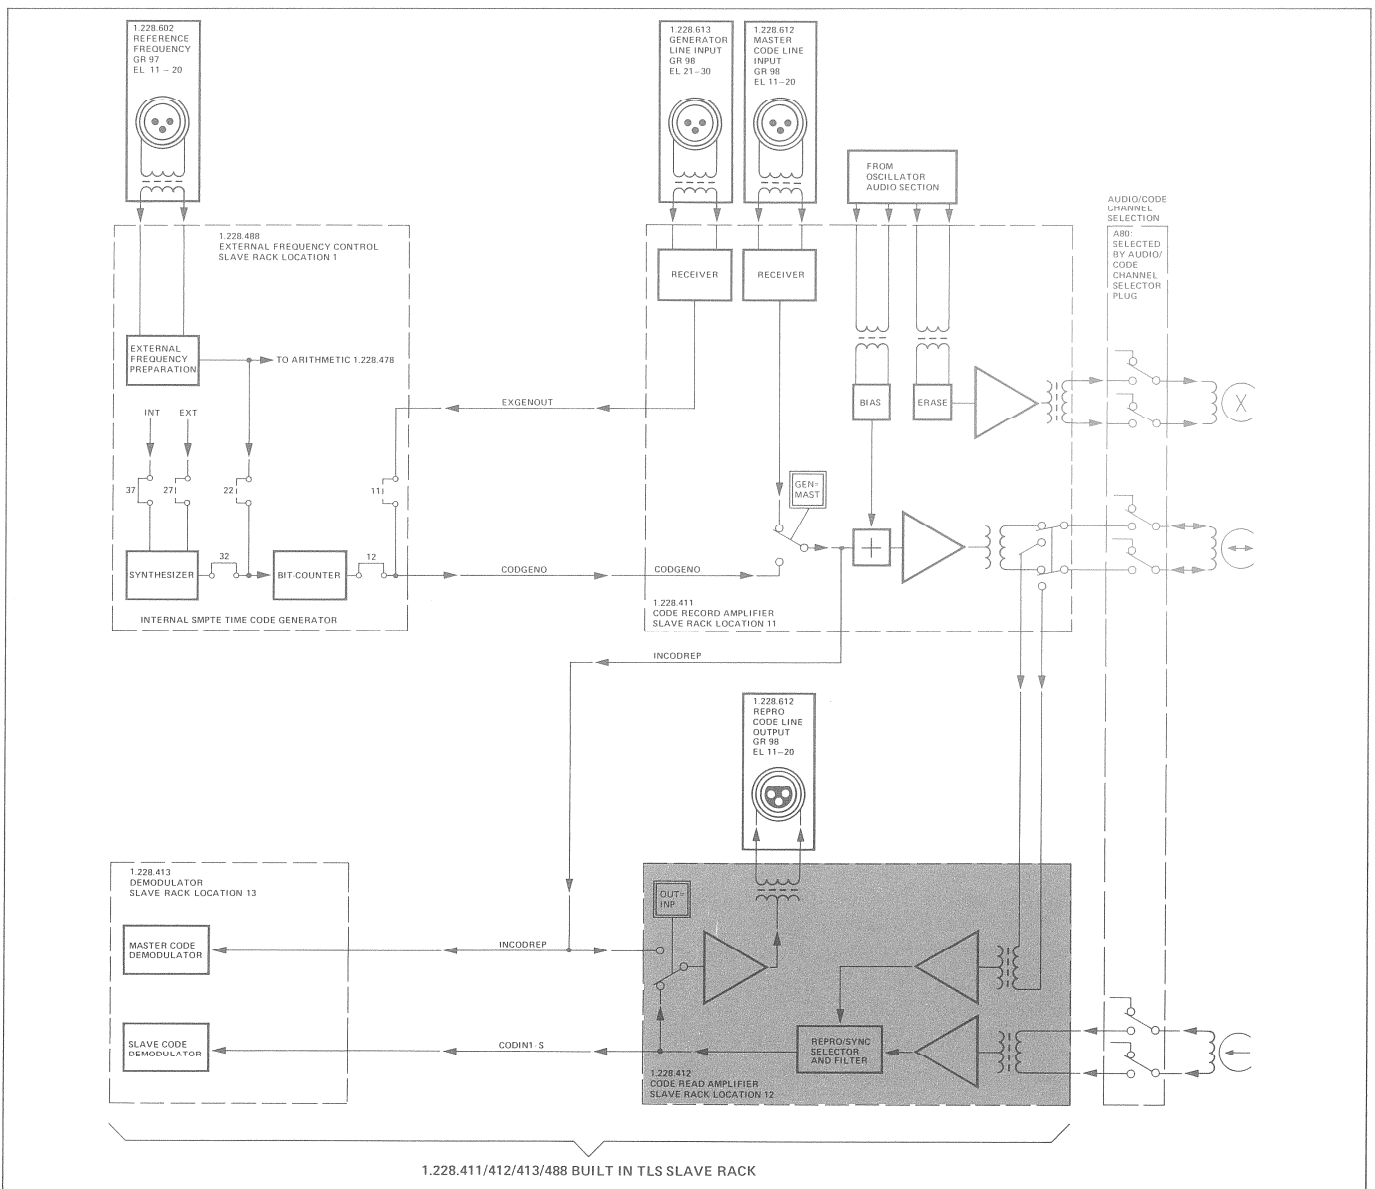 1.228.602
REFERENCE
FREQUENCY
GR 97
EL 11 – 20
1.228.613
GENERATOR
LINE INPUT
GR 98
EL 21-30
1.228.612
MASTER
CODE LINE
INPUT
GR 98
EL 11–20
FROM
OSCILLATOR
AUDIO SECTION
AUDIO/CODE
CHANNEL
SELECTION
A80:
SELECTED
BY AUDIO/
CODE
CHANNEL
SELECTOR
PLUG
1.228.488
EXTERNAL FREQUENCY CONTROL
SLAVE RACK LOCATION 1
RECEIVER
RECEIVER
EXTERNAL
FREQUENCY
PREPARATION
TO ARITHMETIC 1.228.478
EXGENOUT
BIAS
ERASE
INT
EXT
37
27
22
11
GEN=
MAST
32
12
SYNTHESIZER
BIT-COUNTER
CODGENO
CODGENO
INTERNAL SMPTE TIME CODE GENERATOR
1.228.411
CODE RECORD AMPLIFIER
SLAVE RACK LOCATION 11
INCODREP
1.228.612
REPRO
CODE LINE
OUTPUT
GR 98
EL 11–20
1.228.413
DEMODULATOR
SLAVE RACK LOCATION 13
OUT=
INP
MASTER CODE
DEMODULATOR
INCODREP
SLAVE CODE
DEMODULATOR
CODIN1-S
REPRO/SYNC
SELECTOR
AND FILTER
1.228.412
CODE READ AMPLIFIER
SLAVE RACK LOCATION 12
1.228.411/412/413/488 BUILT IN TLS SLAVE RACK